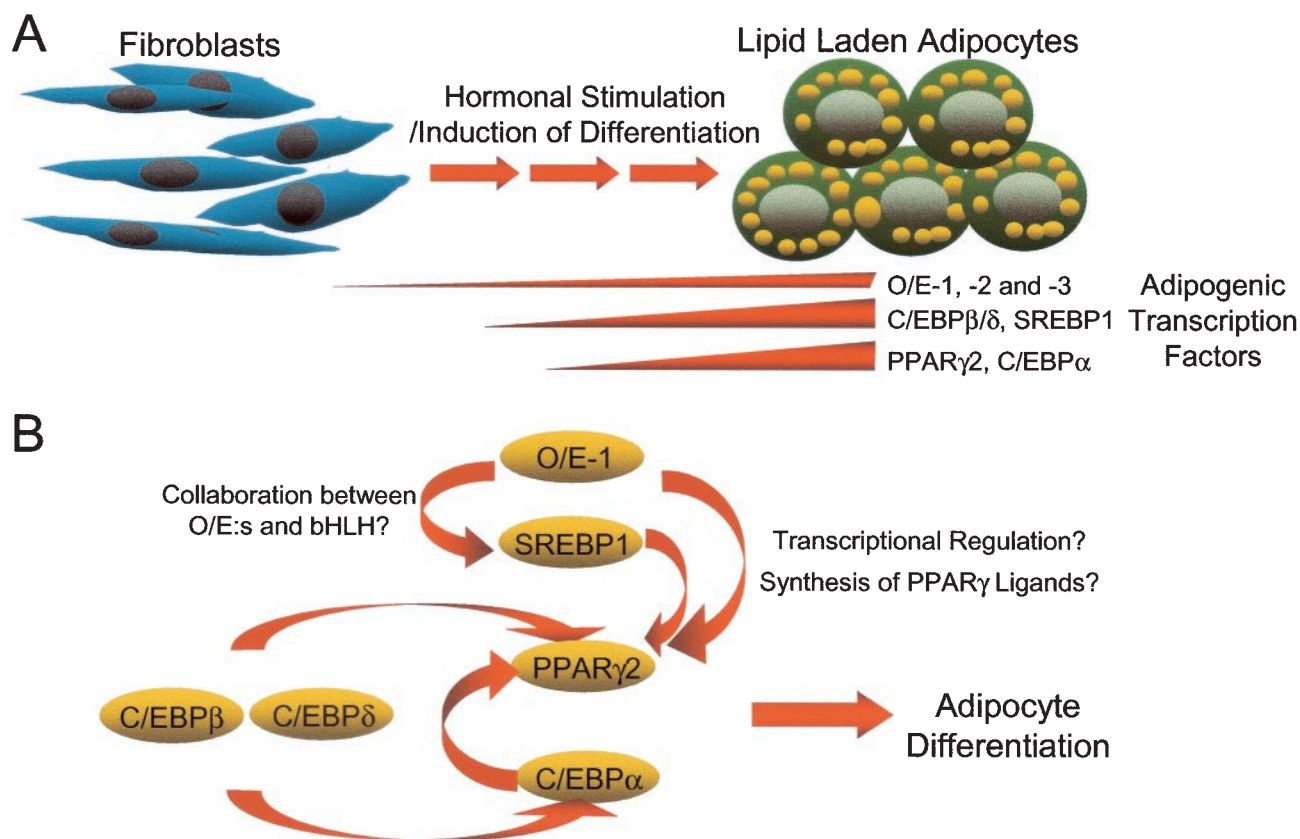 A
Fibroblasts
Lipid Laden Adipocytes
Hormonal Stimulation
/Induction of Differentiation
O/E-1, -2 and -3
C/EBPβ/δ, SREBP1
PPARγ2, C/EBPα
Adipogenic
Transcription
Factors
B
O/E-1
Collaboration between
O/E:s and bHLH?
SREBP1
Transcriptional Regulation?
Synthesis of PPARγ Ligands?
PPARγ2
C/EBPβ
C/EBPδ
C/EBPα
Adipocyte
Differentiation